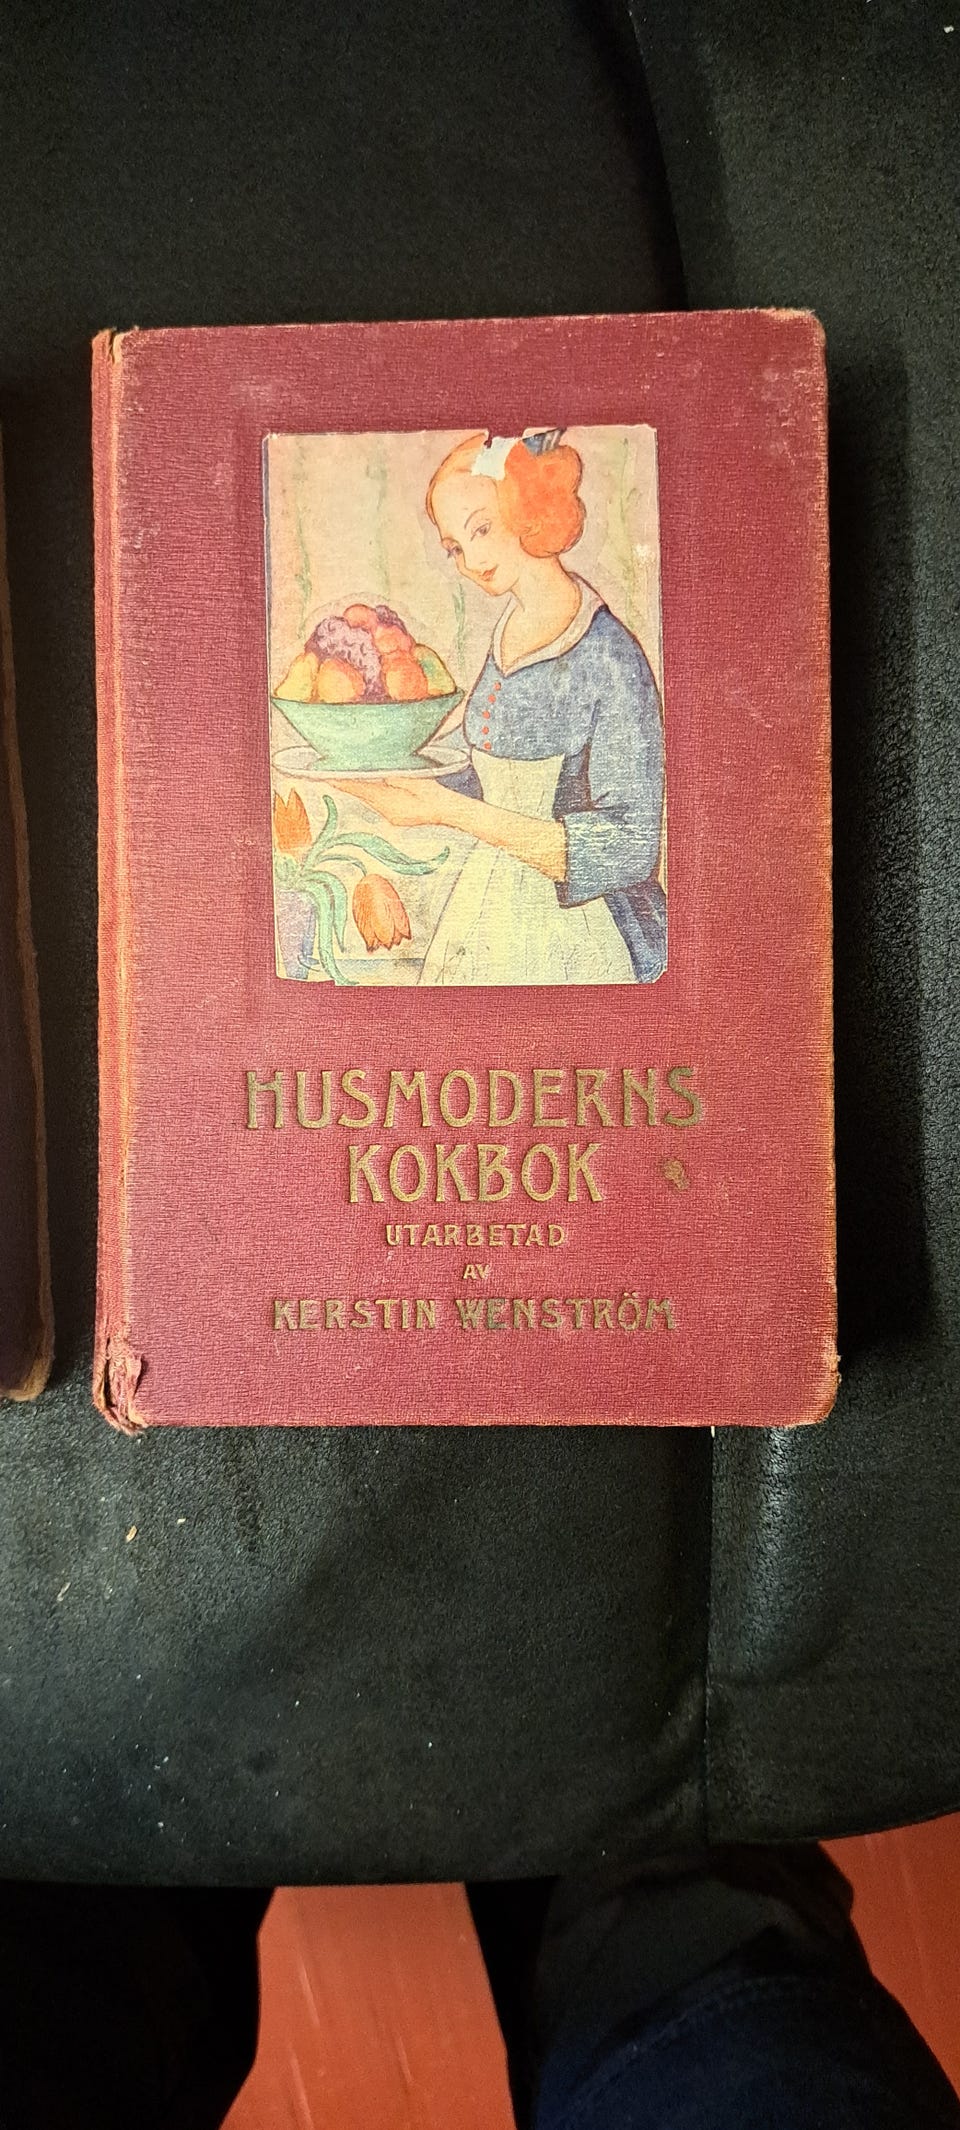 HUSMODERNS
KOKBOK
UTARBETAD
AV
KERSTIN WENSTRÖM